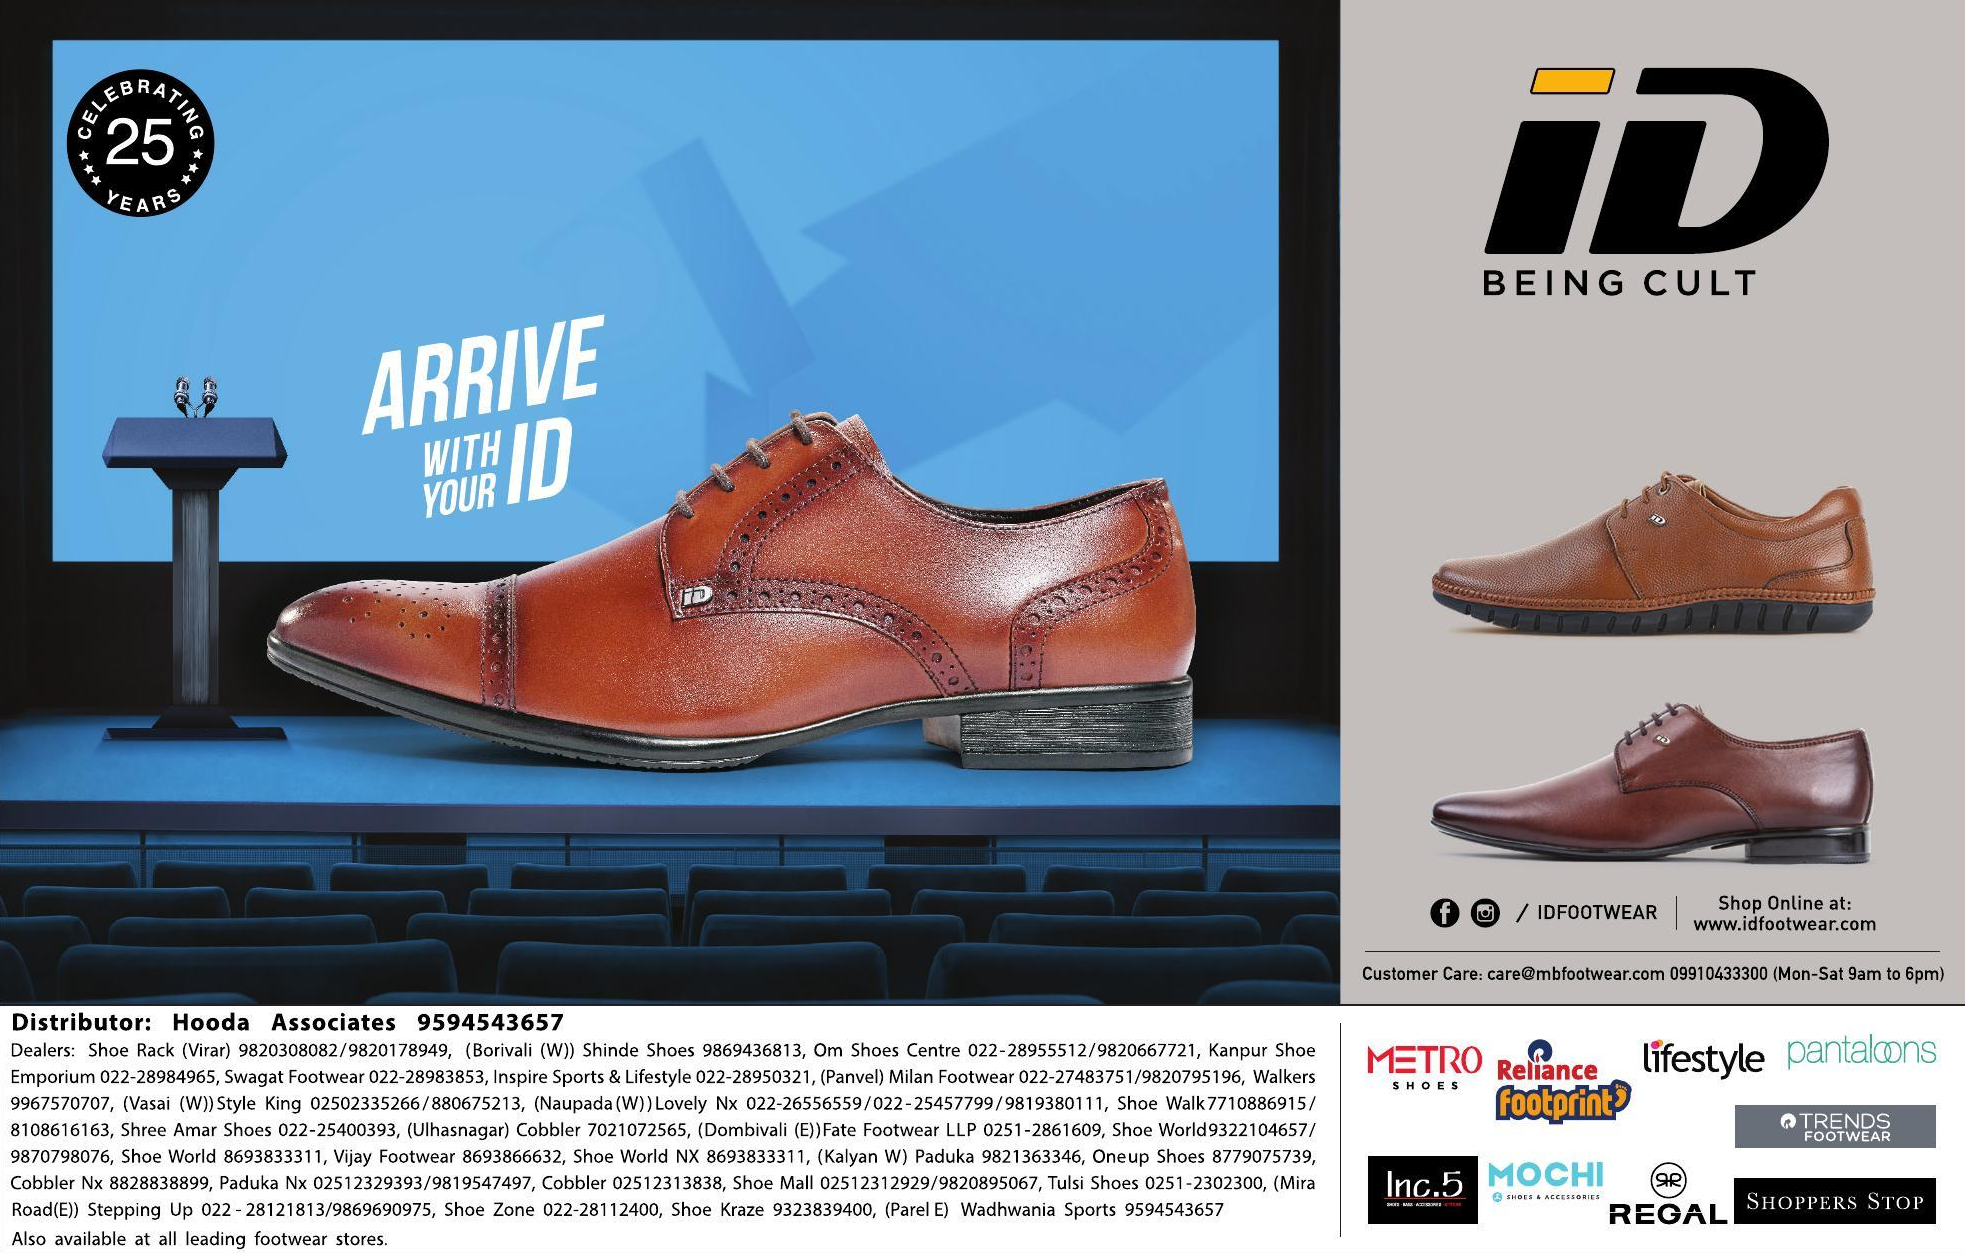 CELEBRATING
25
YEARS
ARRIVE
WITH
YOUR ID
iD
iD
BEING CULT
iD
iD
/ IDFOOTWEAR
Shop Online at:
www.idfootwear.com
Customer Care: care@mbfootwear.com 09910433300 (Mon-Sat 9am to 6pm)
Distributor: Hooda Associates 9594543657
Dealers: Shoe Rack (Virar) 9820308082/9820178949, (Borivali (W)) Shinde Shoes 9869436813, Om Shoes Centre 022-28955512/9820667721, Kanpur Shoe
Emporium 022-28984965, Swagat Footwear 022-28983853, Inspire Sports & Lifestyle 022-28950321, (Panvel) Milan Footwear 022-27483751/9820795196, Walkers
9967570707, (Vasai (W)) Style King 02502335266/880675213, (Naupada (W)) Lovely Nx 022-26556559/022-25457799/9819380111, Shoe Walk 7710886915/
8108616163, Shree Amar Shoes 022-25400393, (Ulhasnagar) Cobbler 7021072565, (Dombivali (E)) Fate Footwear LLP 0251-2861609, Shoe World 9322104657/
9870798076, Shoe World 8693833311, Vijay Footwear 8693866632, Shoe World NX 8693833311, (Kalyan W) Paduka 9821363346, Oneup Shoes 8779075739,
Cobbler Nx 8828838899, Paduka Nx 02512329393/9819547497, Cobbler 02512313838, Shoe Mall 02512312929/9820895067, Tulsi Shoes 0251-2302300, (Mira
Road(E)) Stepping Up 022-28121813/9869690975, Shoe Zone 022-28112400, Shoe Kraze 9323839400, (Parel E) Wadhwania Sports 9594543657
Also available at all leading footwear stores.
METRO
SHOES
Reliance
footprint
lifestyle
pantaloons
TRENDS
FOOTWEAR
Inc.5
MOCHI
SHOES & ACCESSORIES
REGAL
SHOPPERS STOP